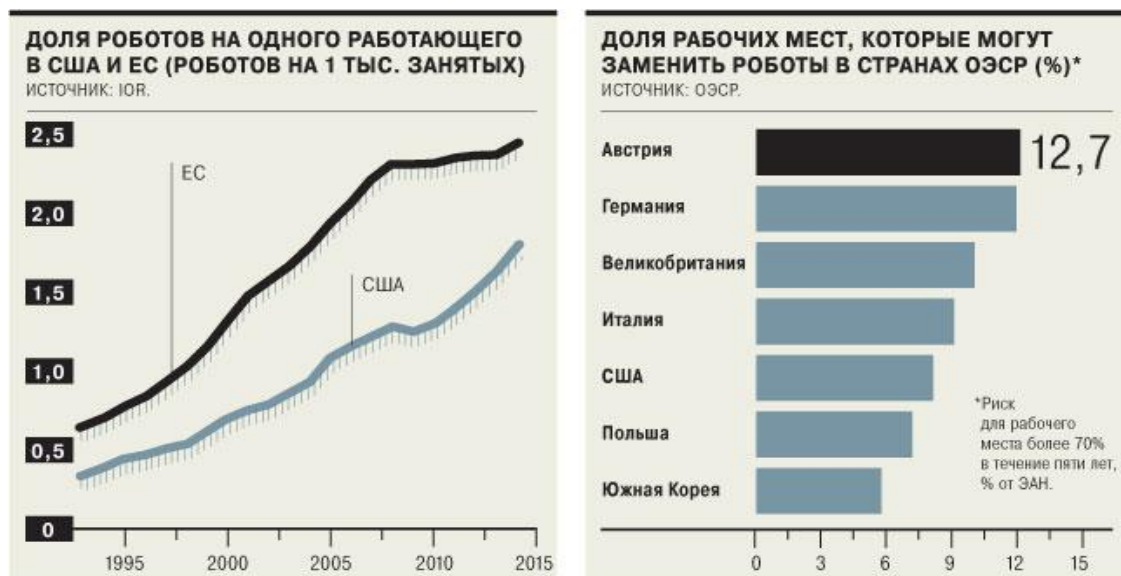 ДОЛЯ РОБОТОВ НА ОДНОГО РАБОТАЮЩЕГО
В США И ЕС (РОБОТОВ НА 1 ТЫС. ЗАНЯТЫХ)
ИСТОЧНИК: IOR.
2,5
ЕС
2,0
1,5
США
1,0
0,5
0
1995 2000 2005 2010 2015
ДОЛЯ РАБОЧИХ МЕСТ, КОТОРЫЕ МОГУТ
ЗАМЕНИТЬ РОБОТЫ В СТРАНАХ ОЭСР (%)*
ИСТОЧНИК: ОЭСР.
Австрия 12,7
Германия
Великобритания
Италия
США
Польша
Южная Корея
*Риск
для рабочего
места более 70%
в течение пяти лет,
% от ЭАН.
0 3 6 9 12 15